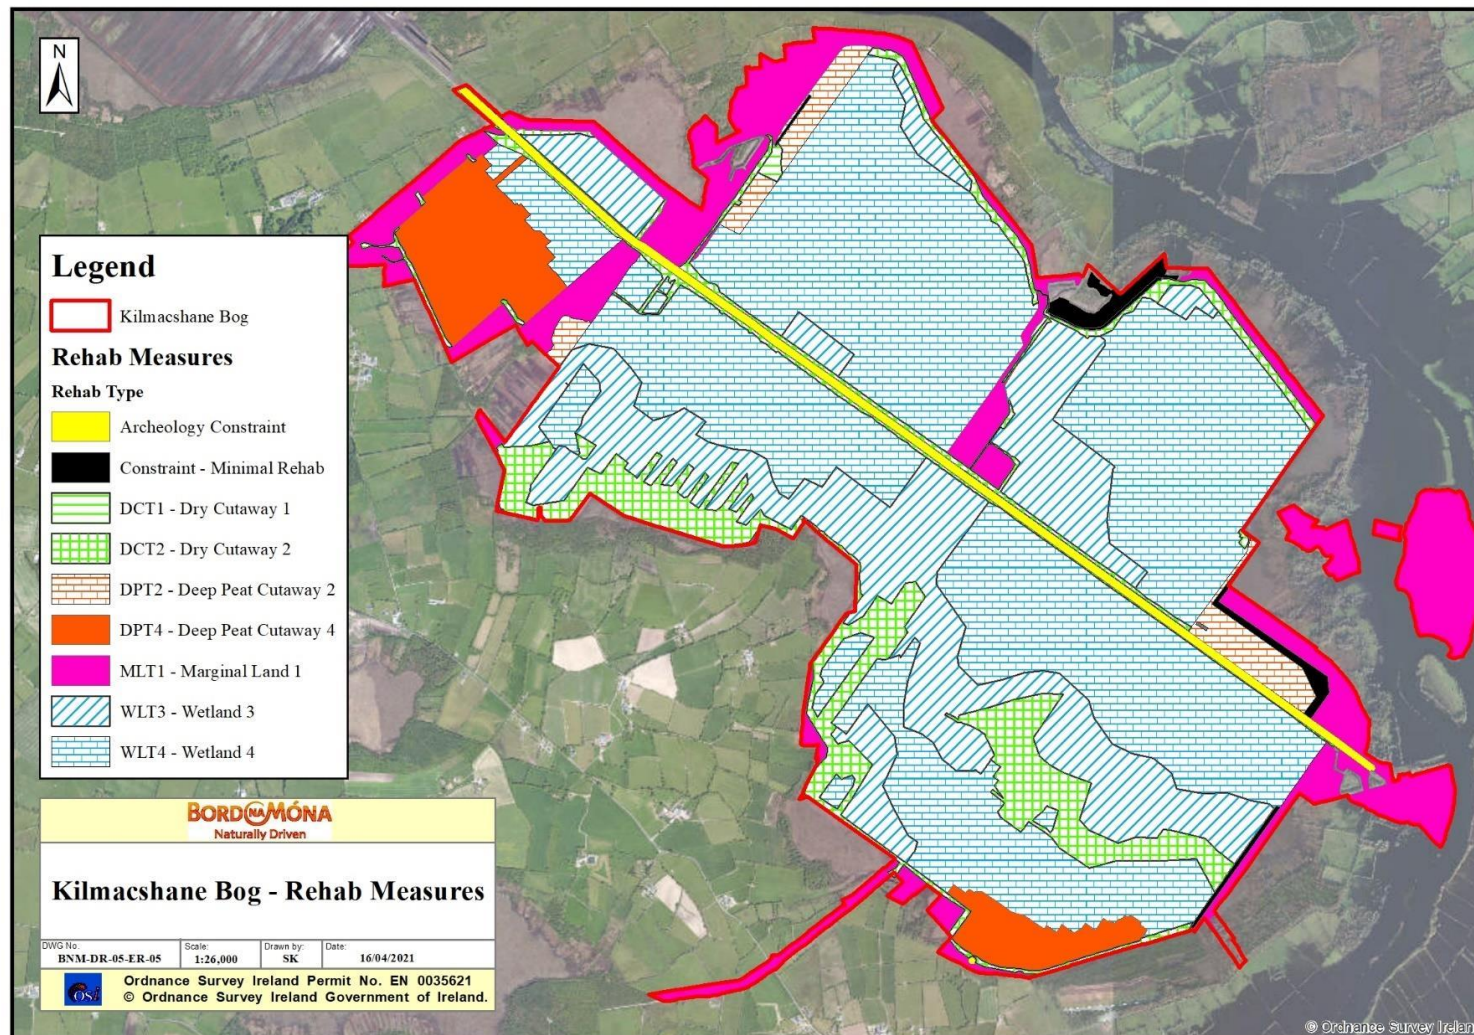 N
Legend
Kilmacshane Bog
Rehab Measures
Rehab Type
Archeology Constraint
Constraint - Minimal Rehab
DCT1 - Dry Cutaway 1
DCT2 - Dry Cutaway 2
DPT2 - Deep Peat Cutaway 2
DPT4 - Deep Peat Cutaway 4
MLT1 - Marginal Land 1
WLT3 - Wetland 3
WLT4 - Wetland 4
BORD NA MÓNA
Naturally Driven
Kilmacshane Bog - Rehab Measures
DWG No. Scale: Drawn by: Date:
BNM-DR-05-ER-05 1:26,000 SK 16/04/2021
OSi
Ordnance Survey Ireland Permit No. EN 0035621
© Ordnance Survey Ireland Government of Ireland.
© Ordnance Survey Ireland